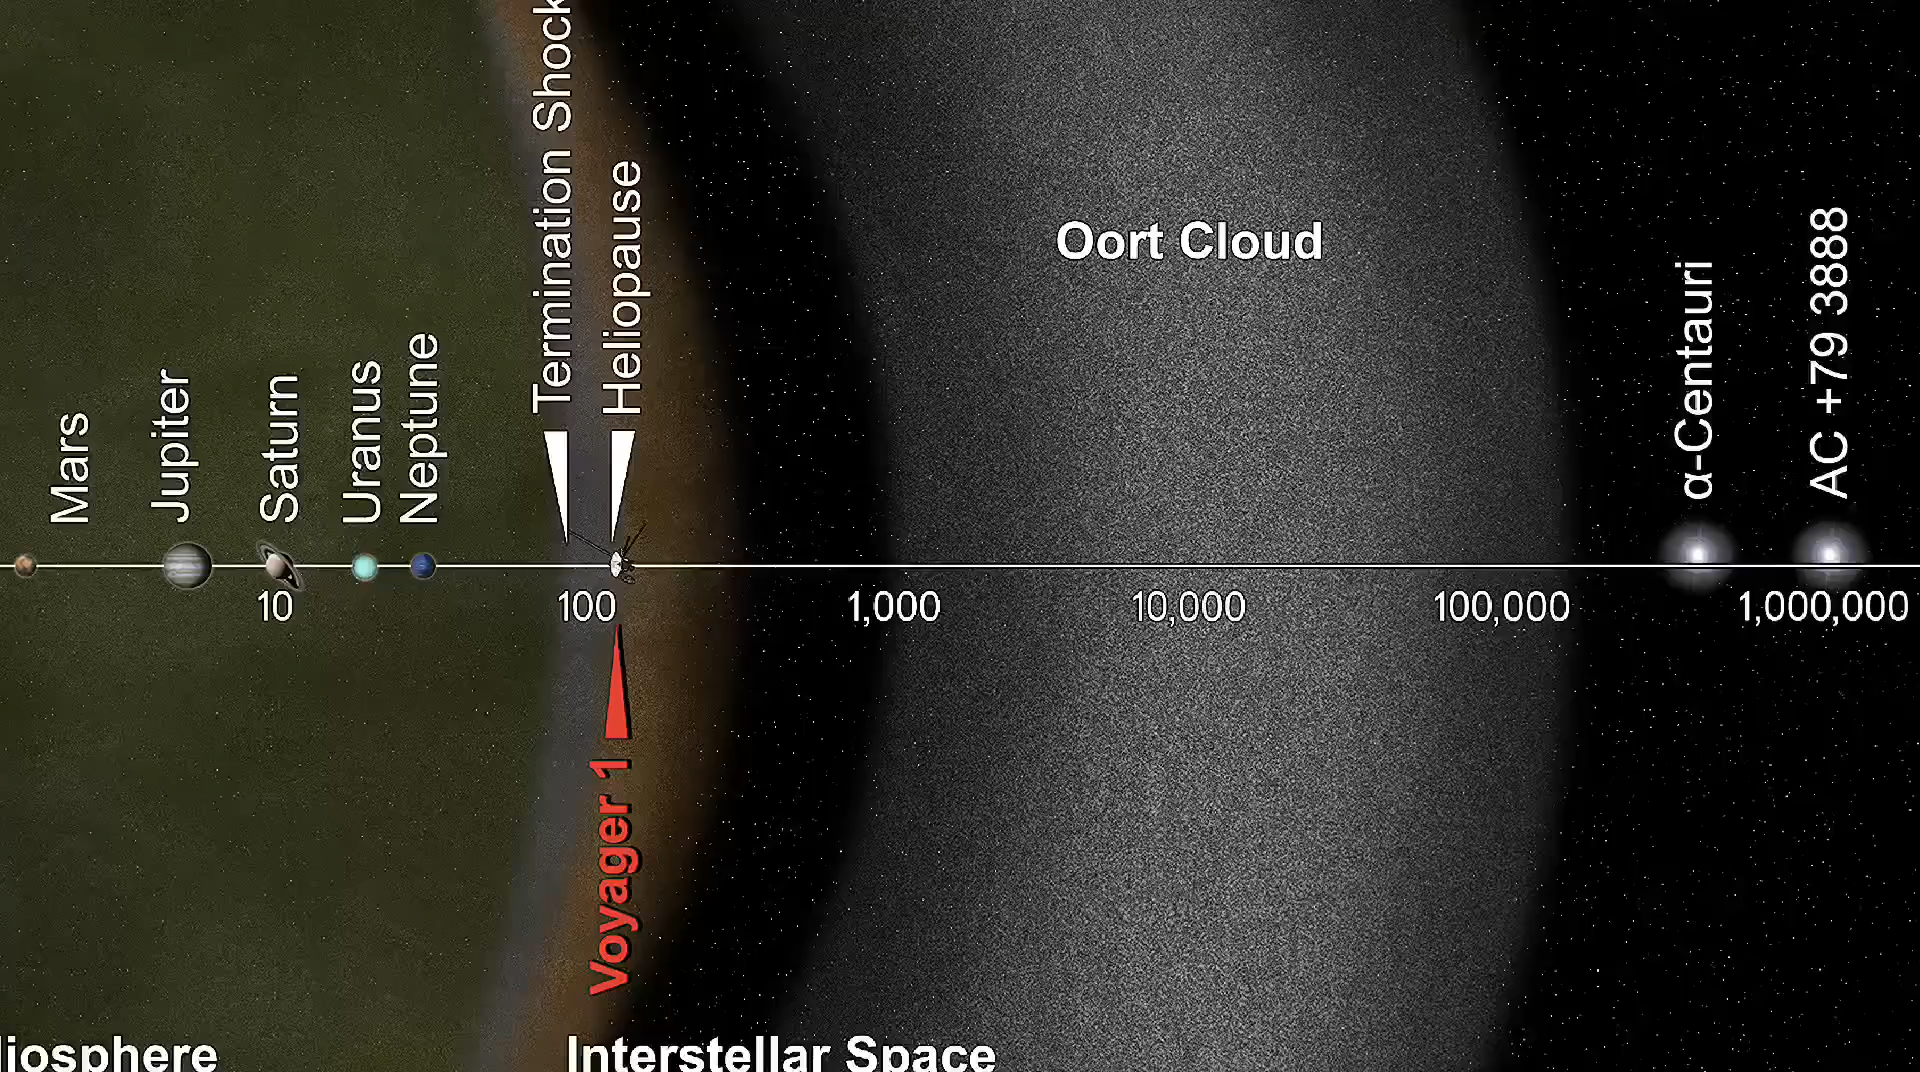 Termination Shock
Heliopause
Oort Cloud
Mars
Jupiter
Saturn
Uranus
Neptune
α-Centauri
AC +79 3888
10
100
1,000
10,000
100,000
1,000,000
Voyager 1
liosphere
Interstellar Space